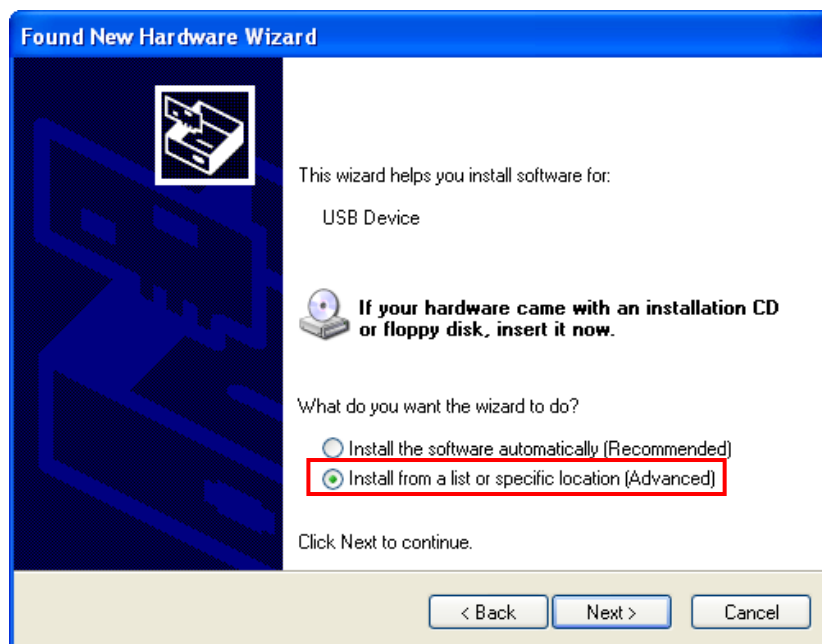 Found New Hardware Wizard
This wizard helps you install software for:
USB Device
If your hardware came with an installation CD
or floppy disk, insert it now.
What do you want the wizard to do?
Install the software automatically (Recommended)
Install from a list or specific location (Advanced)
Click Next to continue.
< Back Next > Cancel